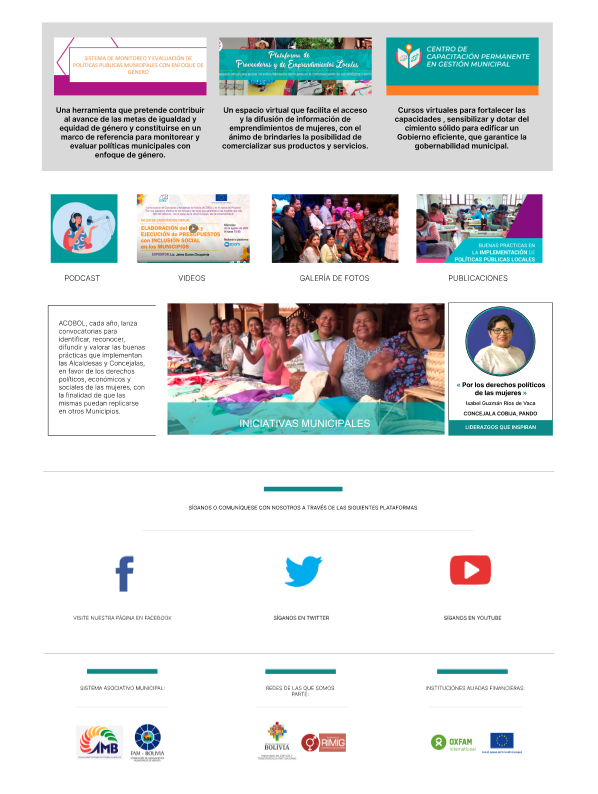 SISTEMA DE MONITOREO Y EVALUACIÓN DE
POLÍTICAS PÚBLICAS MUNICIPALES CON ENFOQUE DE
GÉNERO
Plataforma de
Proveedoras y de Emprendimientos Locales
CENTRO DE
CAPACITACIÓN PERMANENTE
EN GESTIÓN MUNICIPAL
Una herramienta que pretende contribuir
al avance de las metas de igualdad y
equidad de género y constituirse en un
marco de referencia para monitorear y
evaluar políticas municipales con
enfoque de género.
Un espacio virtual que facilita el acceso
y la difusión de información de
emprendimientos de mujeres, con el
ánimo de brindarles la posibilidad de
comercializar sus productos y servicios.
Cursos virtuales para fortalecer las
capacidades , sensibilizar y dotar del
cimiento sólido para edificar un
Gobierno eficiente, que garantice la
gobernabilidad municipal.
ELABORACIÓN del
EJECUCIÓN de PRESUPUESTOS
con INCLUSIÓN SOCIAL
en los MUNICIPIOS
BUENAS PRÁCTICAS EN
LA IMPLEMENTACIÓN DE
POLÍTICAS PÚBLICAS LOCALES
PODCAST
VIDEOS
GALERÍA DE FOTOS
PUBLICACIONES
ACOBOL, cada año, lanza
convocatorias para
identificar, reconocer,
difundir y valorar las buenas
prácticas que implementan
las Alcaldesas y Concejalas,
en favor de los derechos
políticos, económicos y
sociales de las mujeres, con
la finalidad de que las
mismas puedan replicarse
en otros Municipios.
INICIATIVAS MUNICIPALES
« Por los derechos políticos
de las mujeres »
Isabel Guzmán Ríos de Vaca
CONCEJALA COBIJA, PANDO
LIDERAZGOS QUE INSPIRAN
SÍGANOS O COMUNÍQUESE CON NOSOTROS A TRAVÉS DE LAS SIGUIENTES PLATAFORMAS
VISITE NUESTRA PÁGINA EN FACEBOOK
SÍGANOS EN TWITTER
SÍGANOS EN YOUTUBE
SISTEMA ASOCIATIVO MUNICIPAL:
REDES DE LAS QUE SOMOS
PARTE:
INSTITUCIONES ALIADAS FINANCIERAS:
AMB
FAM - BOLIVIA
BOLIVIA
RIMIG
OXFAM
International